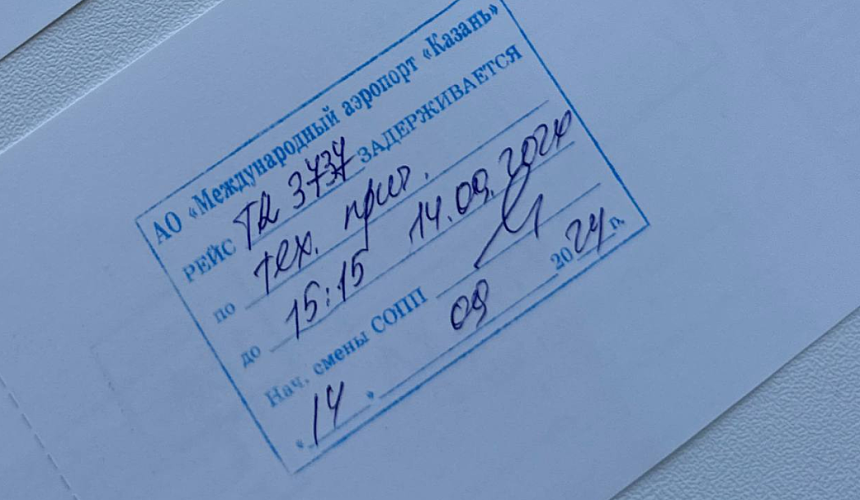 АО «Международный аэропорт «Казань»
РЕЙС ТК 3737 ЗАДЕРЖИВАЕТСЯ
по тех. прич.
до 15:15 14.09.2024
Нач. смены СОПП
"14" 09 2024 г.